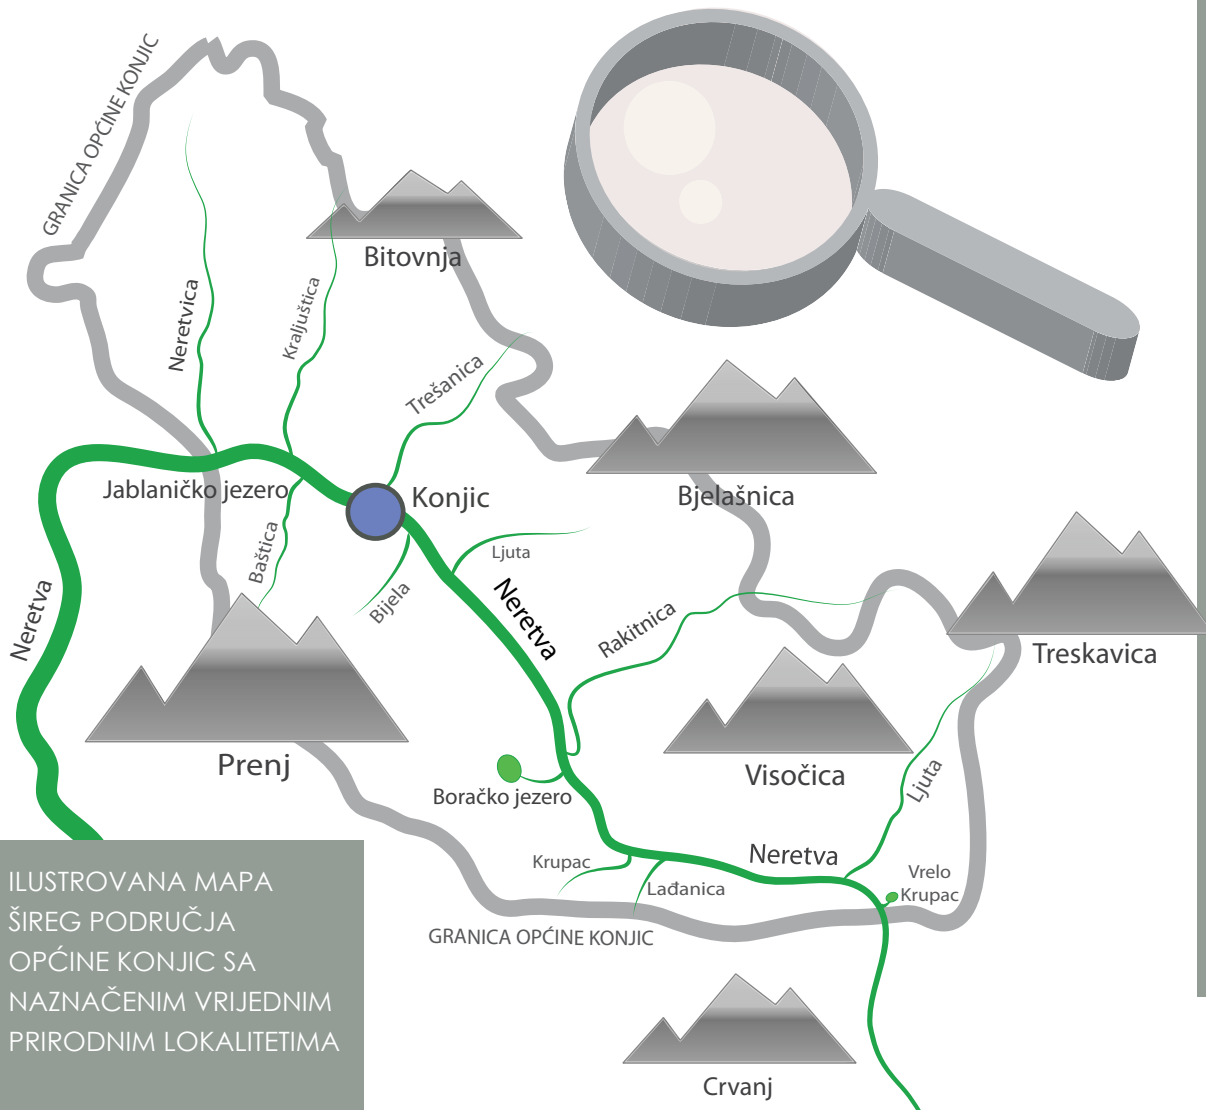 GRANICA OPĆINE KONJIC
Bitovnja
Neretvica
Kraljuštica
Trešanica
Jablaničko jezero
Konjic
Bjelašnica
Baštica
Bijela
Ljuta
Neretva
Neretva
Rakitnica
Treskavica
Prenj
Visočica
Ljuta
Boračko jezero
Krupac
Neretva
Lađanica
Vrelo
Krupac
GRANICA OPĆINE KONJIC
Crvanj
ILUSTROVANA MAPA
ŠIREG PODRUČJA
OPĆINE KONJIC SA
NAZNAČENIM VRIJEDNIM
PRIRODNIM LOKALITETIMA